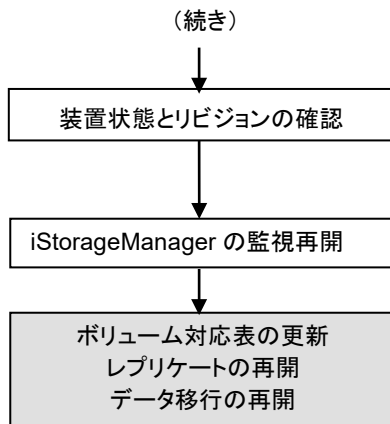 （続き）
装置状態とリビジョンの確認
iStorageManager の監視再開
ボリューム対応表の更新
レプリケートの再開
データ移行の再開